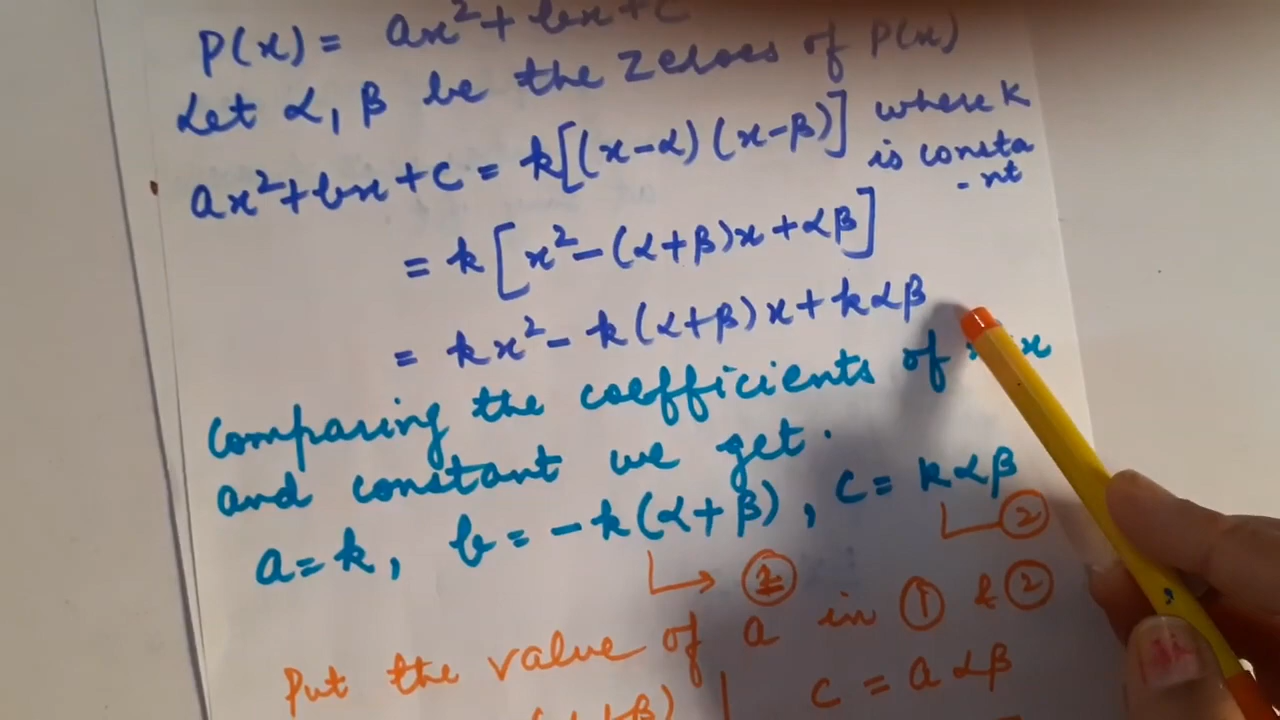 P(x) = ax² + bx + c
Let α, β be the zeroes of P(x)
ax² + bx + c = k[(x-α)(x-β)] where k is consta-nt
= k[x² - (α+β)x + αβ]
= kx² - k(α+β)x + kαβ
Comparing the coefficients of x
and constant we get.
a = k, b = -k(α+β), c = kαβ
② 
①
Put the value of a in ① & ②
c = aαβ